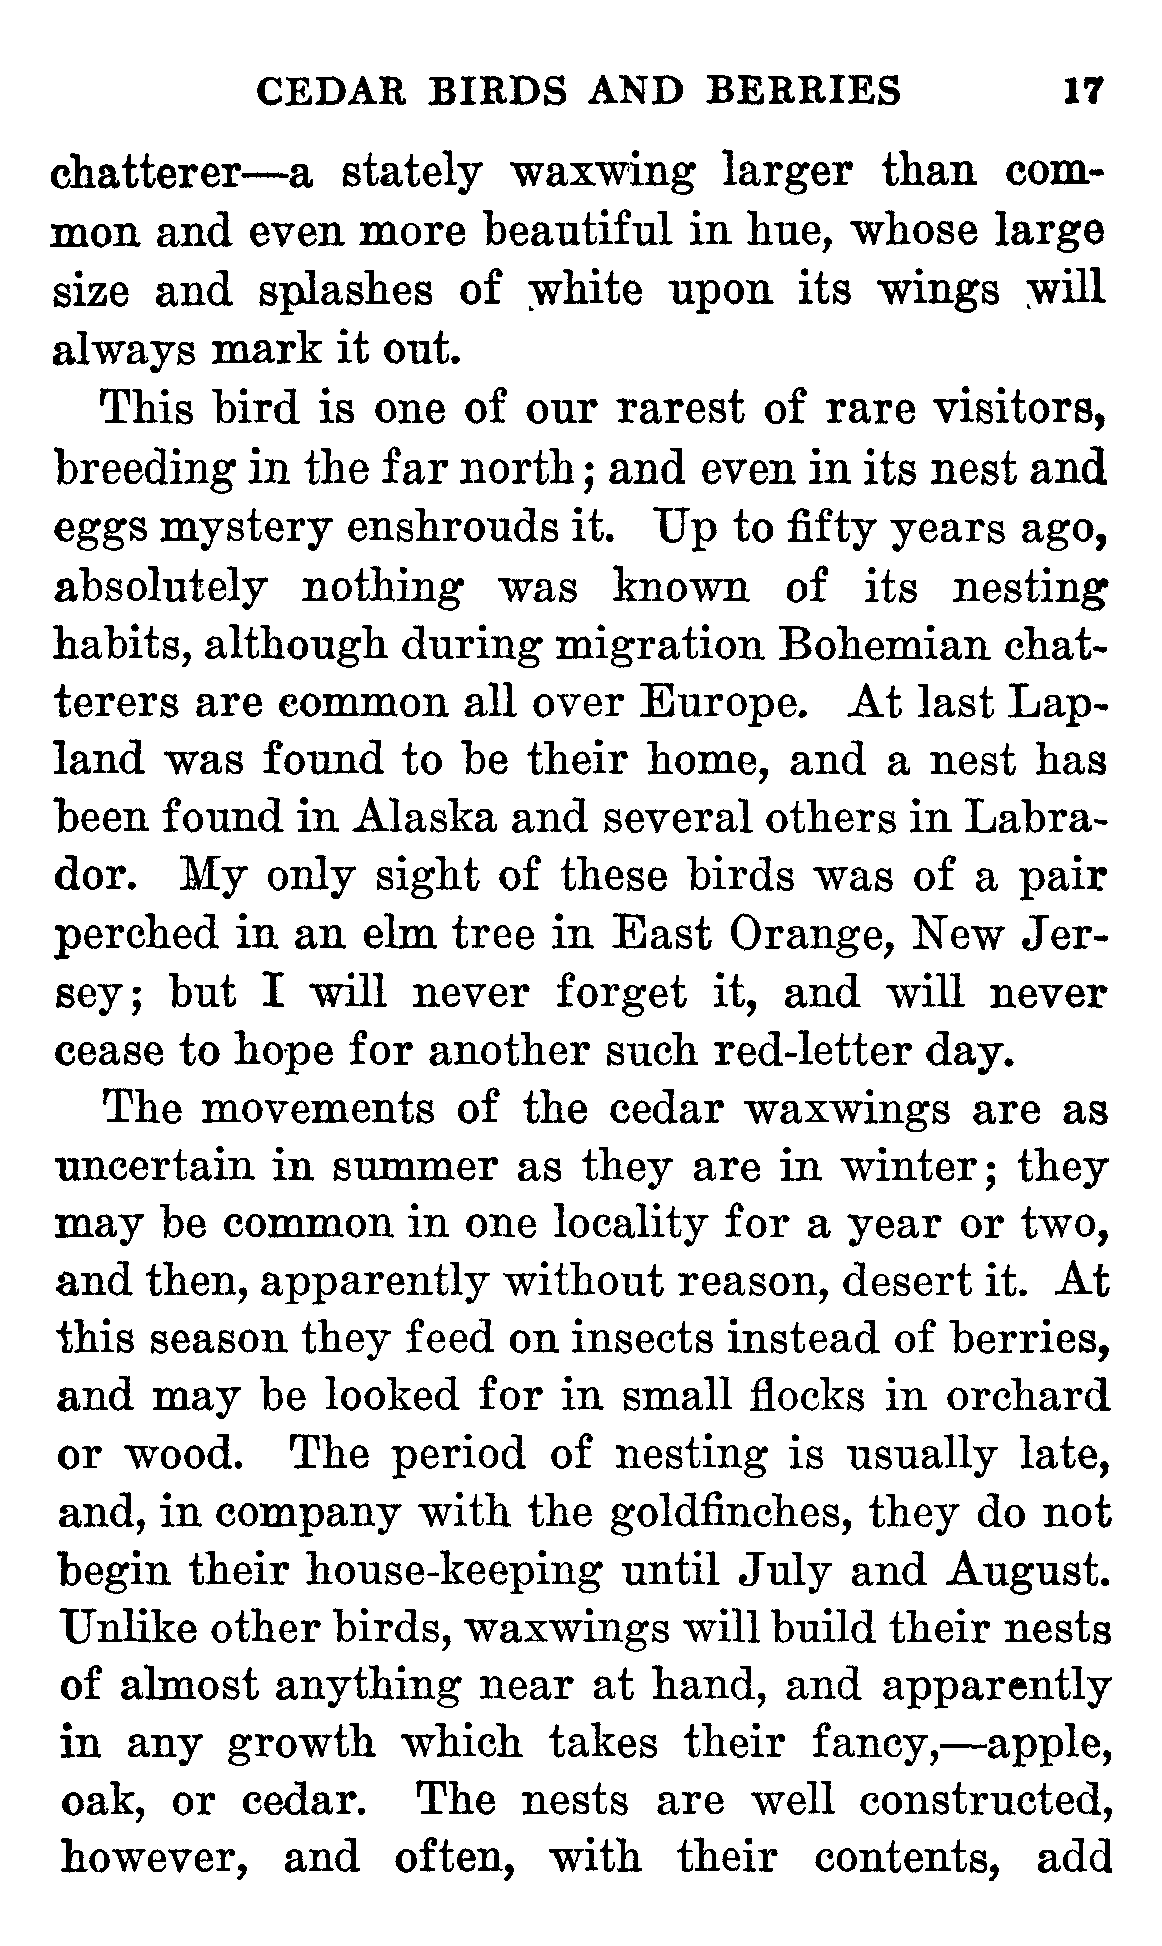 CEDAR BIRDS AND BERRIES 17
chatterer—a stately waxwing larger than com-
mon and even more beautiful in hue, whose large
size and splashes of white upon its wings will
always mark it out.
This bird is one of our rarest of rare visitors,
breeding in the far north; and even in its nest and
eggs mystery enshrouds it. Up to fifty years ago,
absolutely nothing was known of its nesting
habits, although during migration Bohemian chat-
terers are common all over Europe. At last Lap-
land was found to be their home, and a nest has
been found in Alaska and several others in Labra-
dor. My only sight of these birds was of a pair
perched in an elm tree in East Orange, New Jer-
sey; but I will never forget it, and will never
cease to hope for another such red-letter day.
The movements of the cedar waxwings are as
uncertain in summer as they are in winter; they
may be common in one locality for a year or two,
and then, apparently without reason, desert it. At
this season they feed on insects instead of berries,
and may be looked for in small flocks in orchard
or wood. The period of nesting is usually late,
and, in company with the goldfinches, they do not
begin their house-keeping until July and August.
Unlike other birds, waxwings will build their nests
of almost anything near at hand, and apparently
in any growth which takes their fancy,—apple,
oak, or cedar. The nests are well constructed,
however, and often, with their contents, add